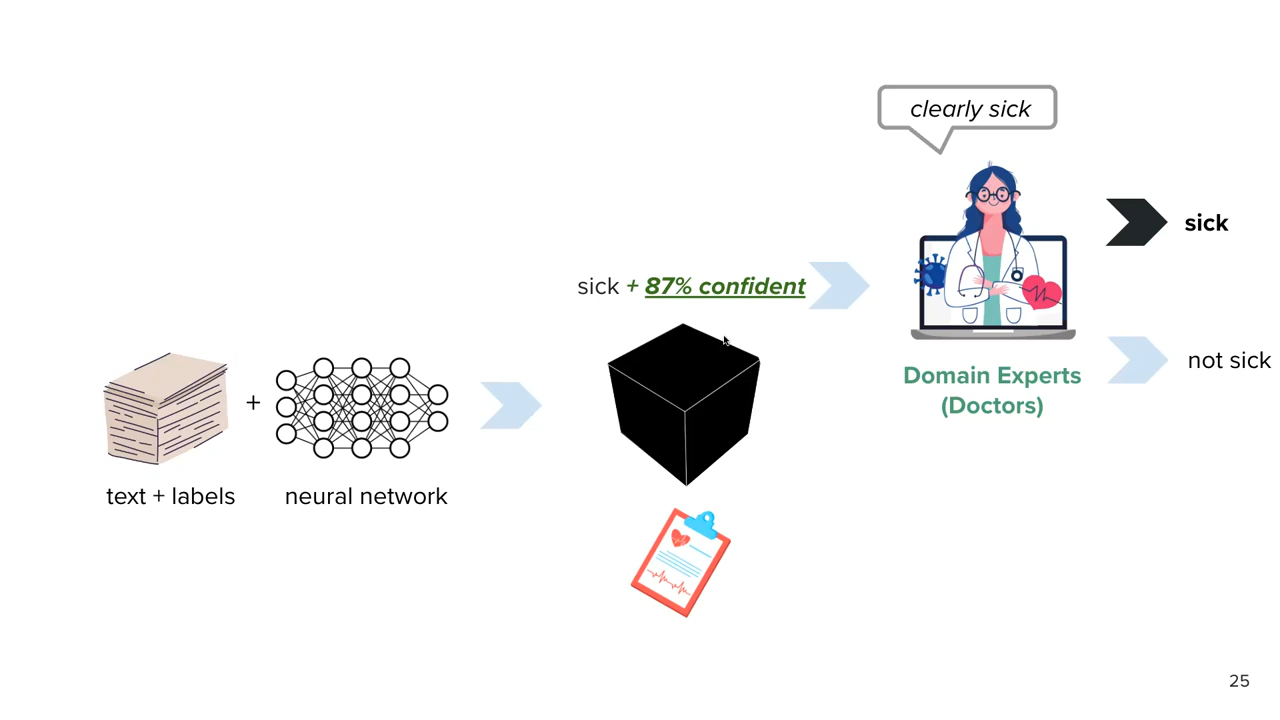 clearly sick
sick
sick + 87% confident
not sick
Domain Experts
(Doctors)
+
text + labels
neural network
25